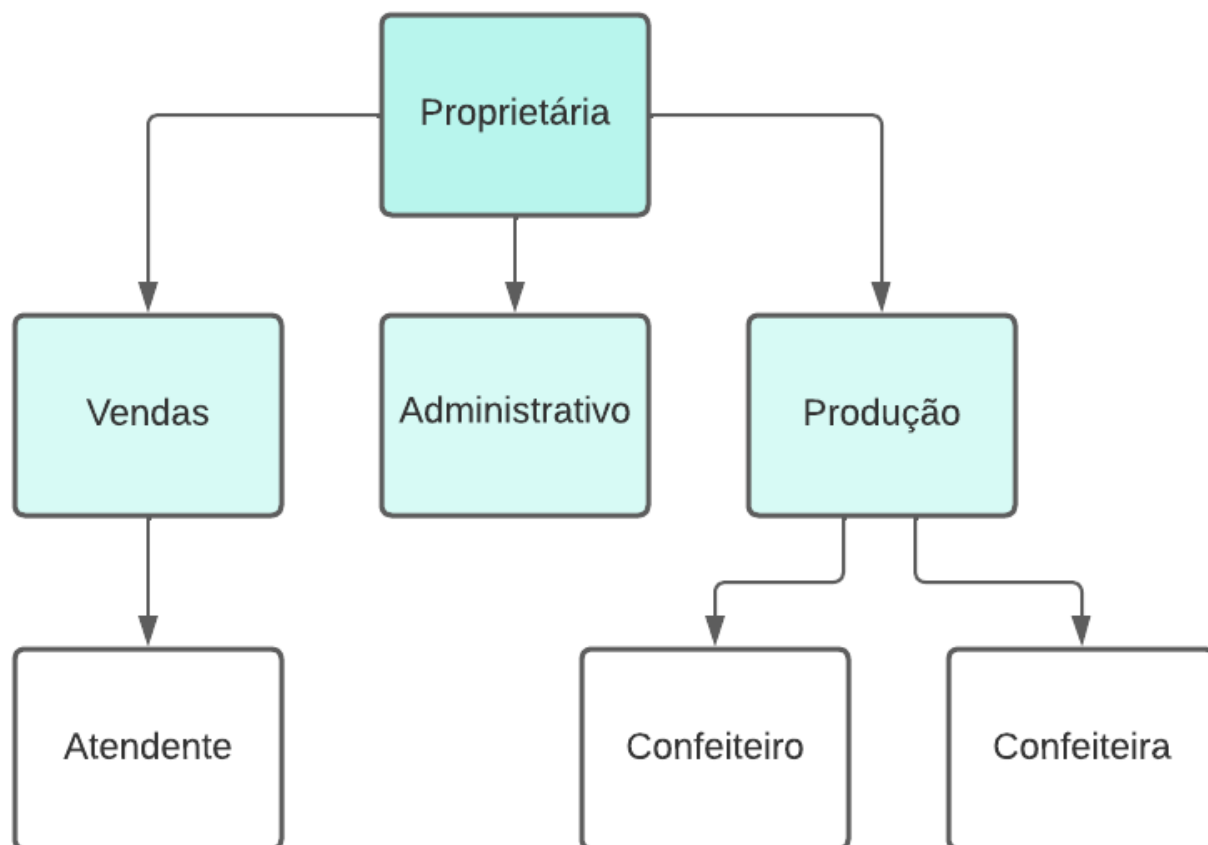 Proprietária
Vendas
Administrativo
Produção
Atendente
Confeiteiro
Confeiteira